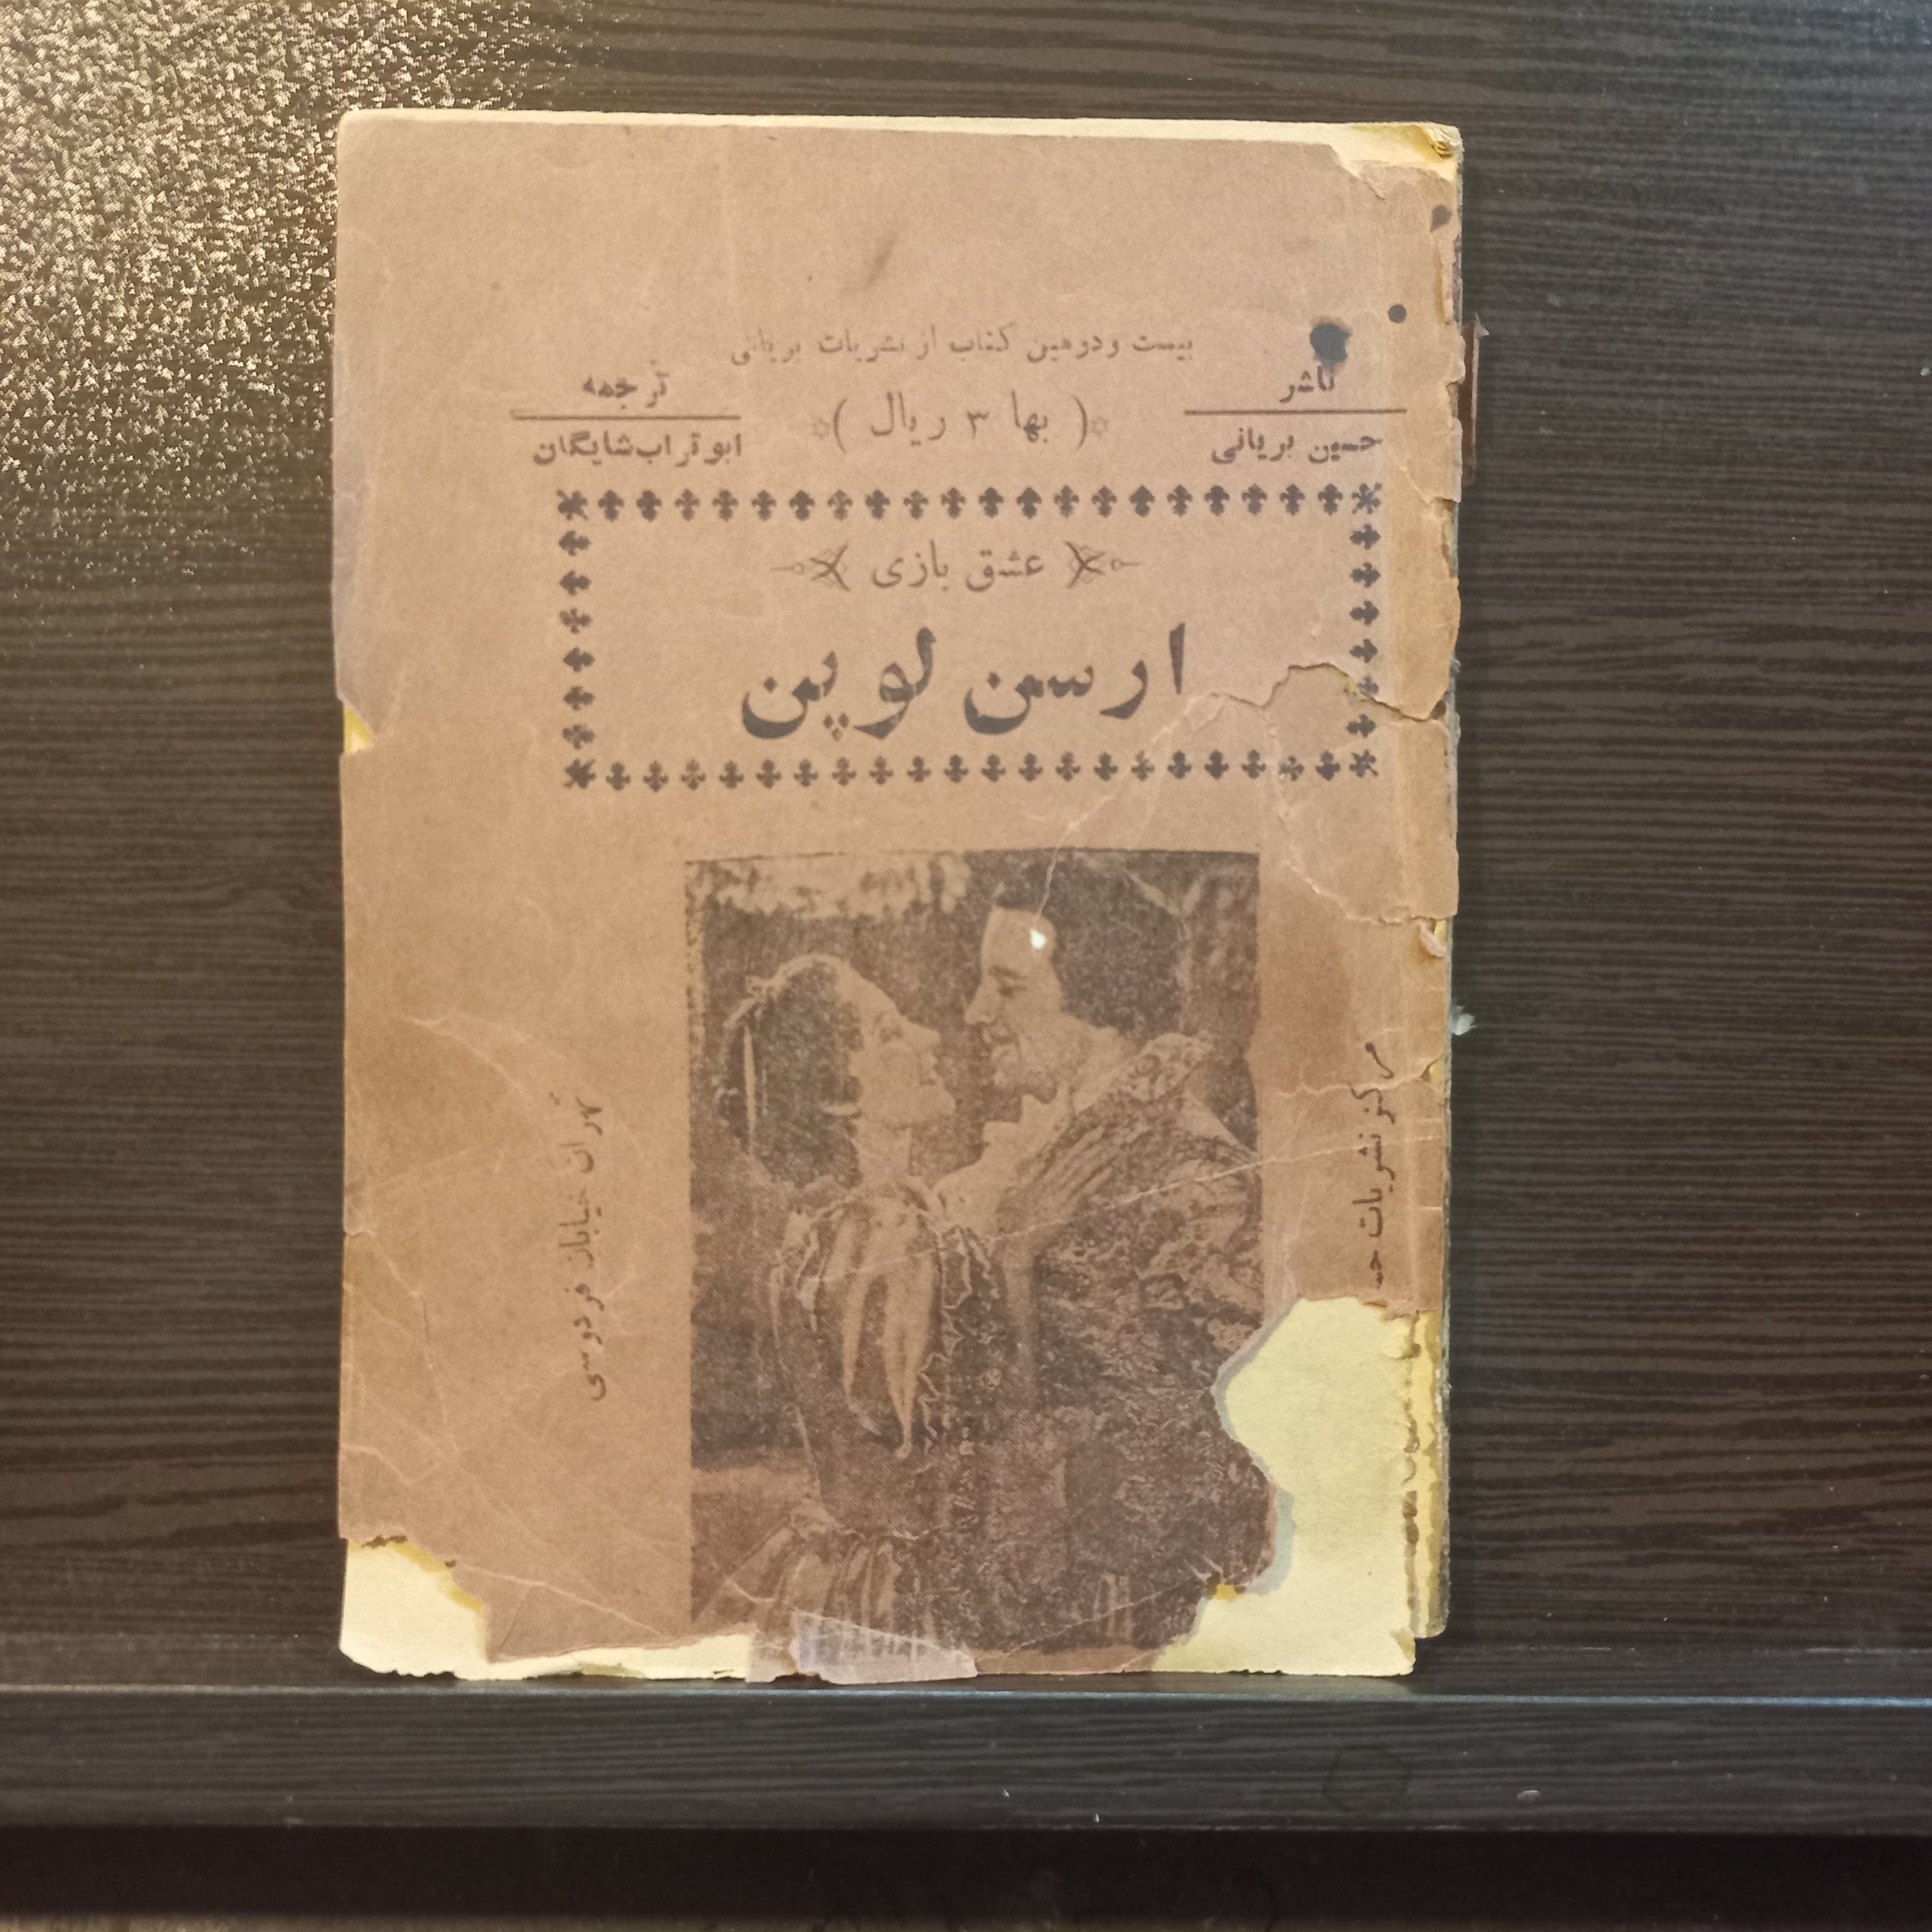 بیست و دومین کتاب از نشریات بریانی
ناشر
حسین بریانی
( بها ۳ ریال )
ترجمه
ابوتراب شایگان
عشق بازی
ارسن لوپن
مرکز نشریات
تهران خیابان فردوسی